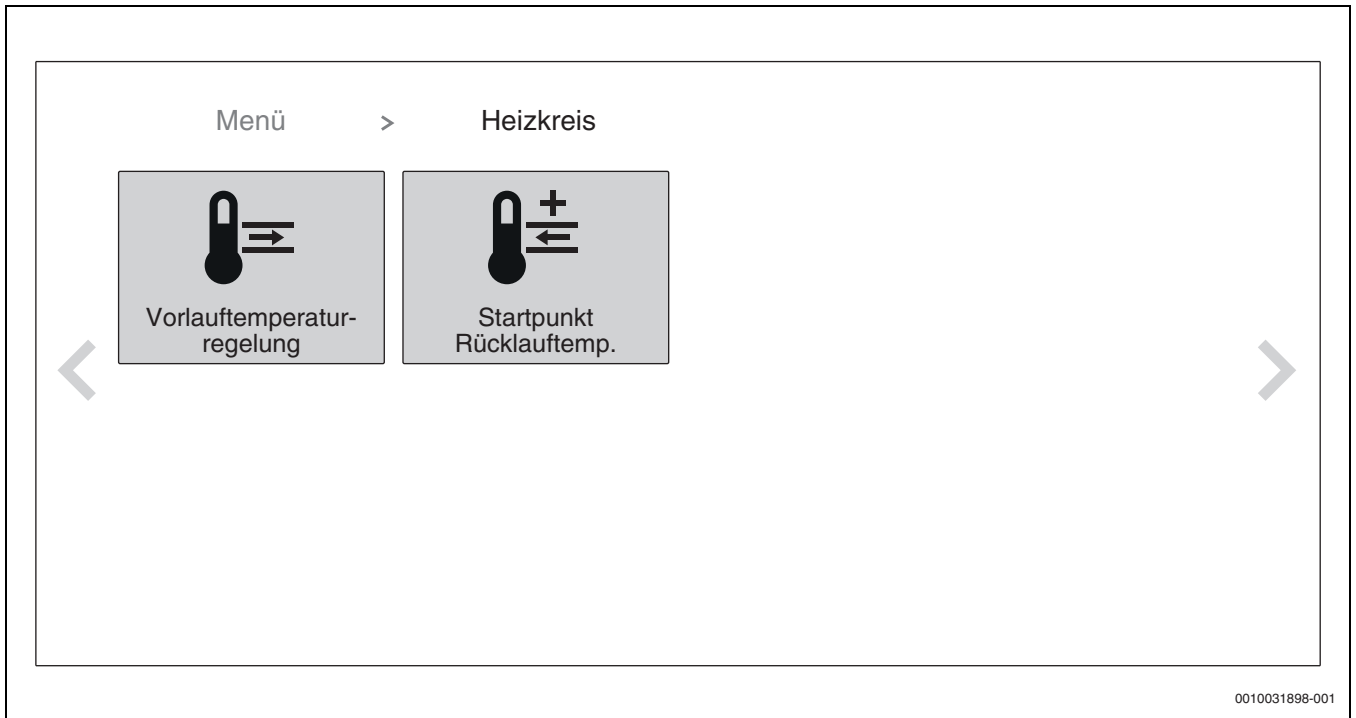 Menü > Heizkreis
Vorlauftemperatur-
regelung
Startpunkt
Rücklauftemp.
0010031898-001